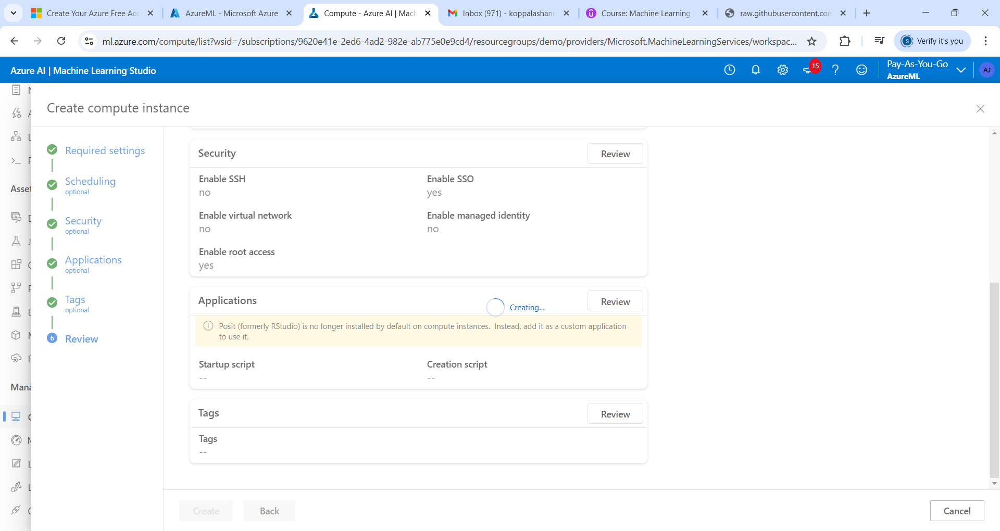 Create Your Azure Free Acc
AzureML - Microsoft Azure
Compute - Azure AI | Mach
Inbox (971) - koppalashann
Course: Machine Learning
raw.githubusercontent.com
ml.azure.com/compute/list?wsid=/subscriptions/9620e41e-2ed6-4ad2-982e-ab775e0e9cd4/resourcegroups/demo/providers/Microsoft.MachineLearningServices/workspac...
S
Verify it's you
Azure AI | Machine Learning Studio
15
Pay-As-You-Go
AzureML
AJ
Create compute instance
Asset
Mana
Required settings
Scheduling
optional
Security
optional
Applications
optional
Tags
optional
6
Review
Security
Review
Enable SSH
no
Enable SSO
yes
Enable virtual network
no
Enable managed identity
no
Enable root access
yes
Applications
Creating...
Review
Posit (formerly RStudio) is no longer installed by default on compute instances. Instead, add it as a custom application
to use it.
Startup script
--
Creation script
--
Tags
Review
Tags
--
Create
Back
Cancel